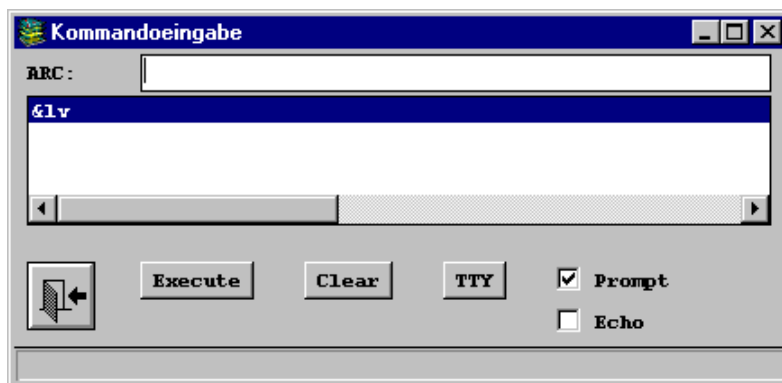 Kommandoeingabe
ARC:
&lv
Execute Clear TTY Prompt
Echo